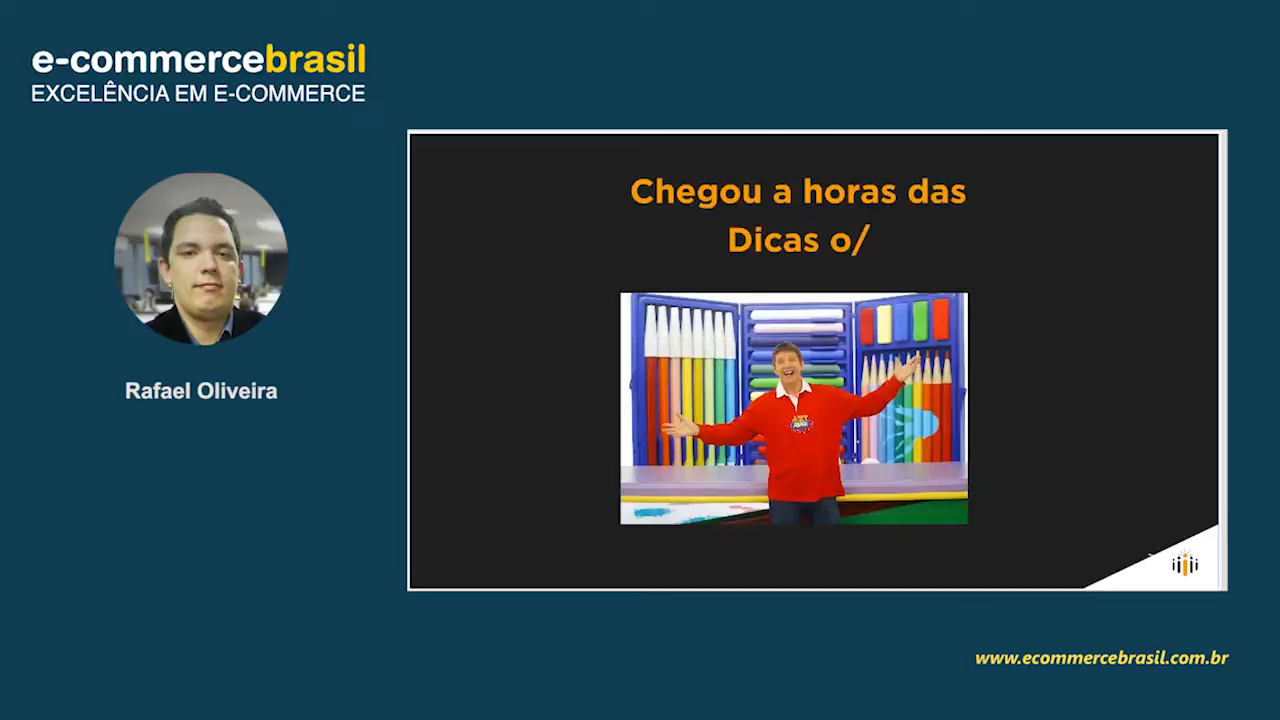 e-commercebrasil
EXCELÊNCIA EM E-COMMERCE
Chegou a horas das
Dicas o/
Rafael Oliveira
www.ecommercebrasil.com.br